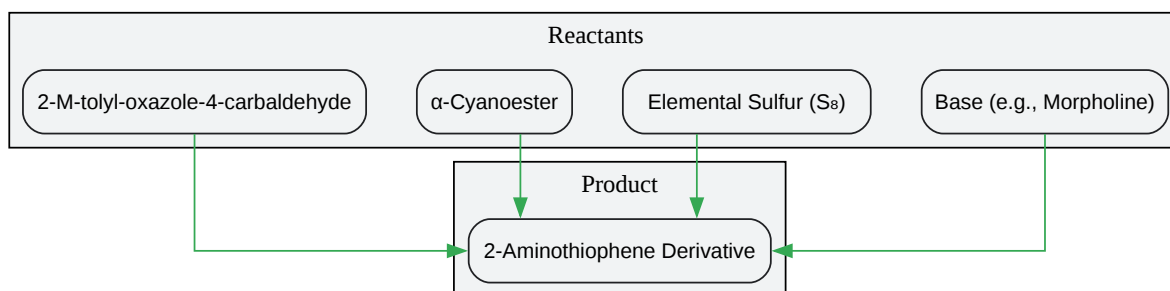 Reactants
2-M-tolyl-oxazole-4-carbaldehyde
α-Cyanoester
Elemental Sulfur (S₈)
Base (e.g., Morpholine)
Product
2-Aminothiophene Derivative